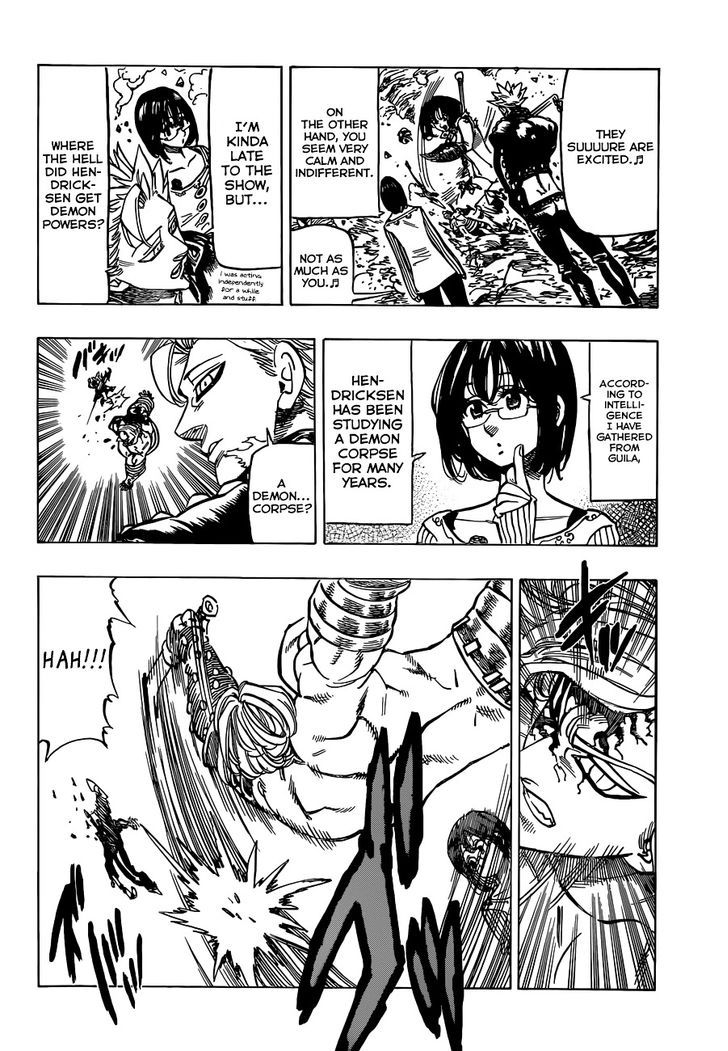 THEY
SUUUURE ARE
EXCITED.♫
ON
THE OTHER
HAND, YOU
SEEM VERY
CALM AND
INDIFFERENT.
NOT AS
MUCH AS
YOU.♫
I'M
KINDA
LATE
TO THE
SHOW,
BUT...
I was acting
independently
for a while
and stuff.
WHERE
THE HELL
DID HEN-
DRICK-
SEN GET
DEMON
POWERS?
ACCORD-
ING TO
INTELLI-
GENCE
I HAVE
GATHERED
FROM
GUILA,
HEN-
DRICKSEN
HAS BEEN
STUDYING
A DEMON
CORPSE
FOR MANY
YEARS.
A
DEMON...
CORPSE?
HAH!!!